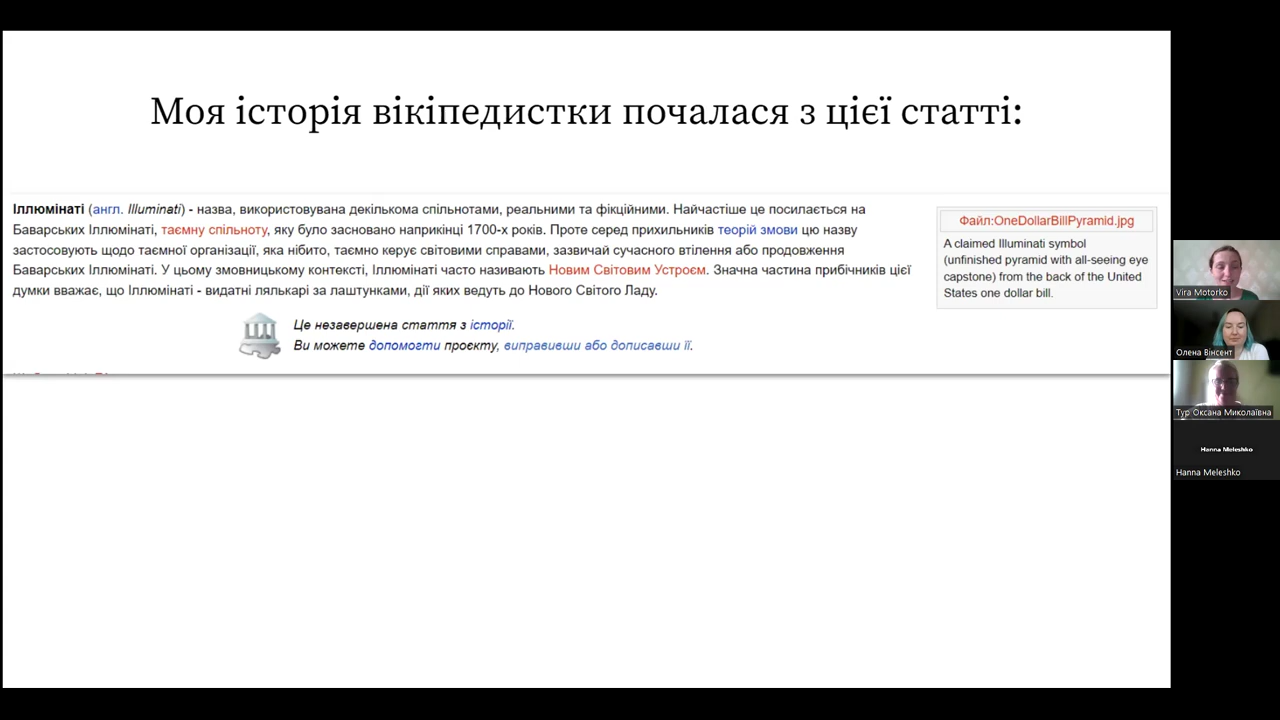 Моя історія вікіпедистки почалася з цієї статті:
Іллюмінаті (англ. Illuminati) - назва, використовувана декількома спільнотами, реальними та фікційними. Найчастіше це посилається на
Баварських Іллюмінаті, таємну спільноту, яку було засновано наприкінці 1700-х років. Проте серед прихильників теорій змови цю назву
застосовують щодо таємної організації, яка нібито, таємно керує світовими справами, зазвичай сучасного втілення або продовження
Баварських Іллюмінаті. У цьому змовницькому контексті, Іллюмінаті часто називають Новим Світовим Устроєм. Значна частина прибічників цієї
думки вважає, що Іллюмінаті - видатні лялькарі за лаштунками, дії яких ведуть до Нового Світого Ладу.
Файл:OneDollarBillPyramid.jpg
A claimed Illuminati symbol
(unfinished pyramid with all-seeing eye
capstone) from the back of the United
States one dollar bill.
Це незавершена стаття з історії.
Ви можете допомогти проєкту, виправивши або дописавши її.
Vira Motorko
Олена Вінсент
Тур Оксана Миколаївна
Hanna Meleshko
Hanna Meleshko